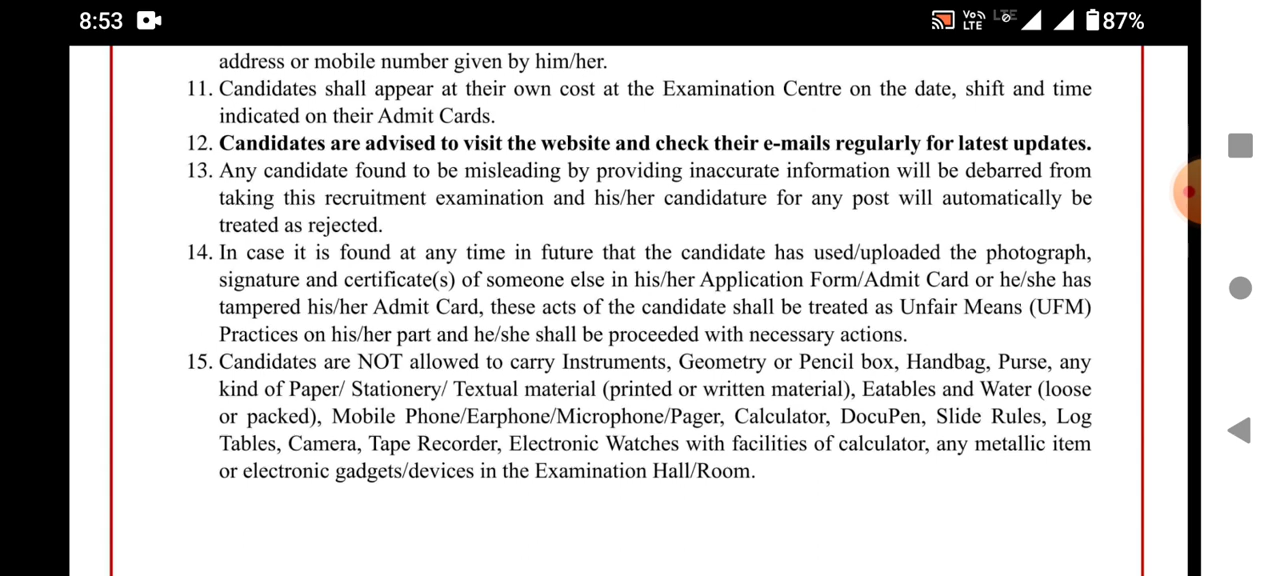 8:53
Vo
LTE
LTE
87%
address or mobile number given by him/her.
11. Candidates shall appear at their own cost at the Examination Centre on the date, shift and time
indicated on their Admit Cards.
12. Candidates are advised to visit the website and check their e-mails regularly for latest updates.
13. Any candidate found to be misleading by providing inaccurate information will be debarred from
taking this recruitment examination and his/her candidature for any post will automatically be
treated as rejected.
14. In case it is found at any time in future that the candidate has used/uploaded the photograph,
signature and certificate(s) of someone else in his/her Application Form/Admit Card or he/she has
tampered his/her Admit Card, these acts of the candidate shall be treated as Unfair Means (UFM)
Practices on his/her part and he/she shall be proceeded with necessary actions.
15. Candidates are NOT allowed to carry Instruments, Geometry or Pencil box, Handbag, Purse, any
kind of Paper/ Stationery/ Textual material (printed or written material), Eatables and Water (loose
or packed), Mobile Phone/Earphone/Microphone/Pager, Calculator, DocuPen, Slide Rules, Log
Tables, Camera, Tape Recorder, Electronic Watches with facilities of calculator, any metallic item
or electronic gadgets/devices in the Examination Hall/Room.